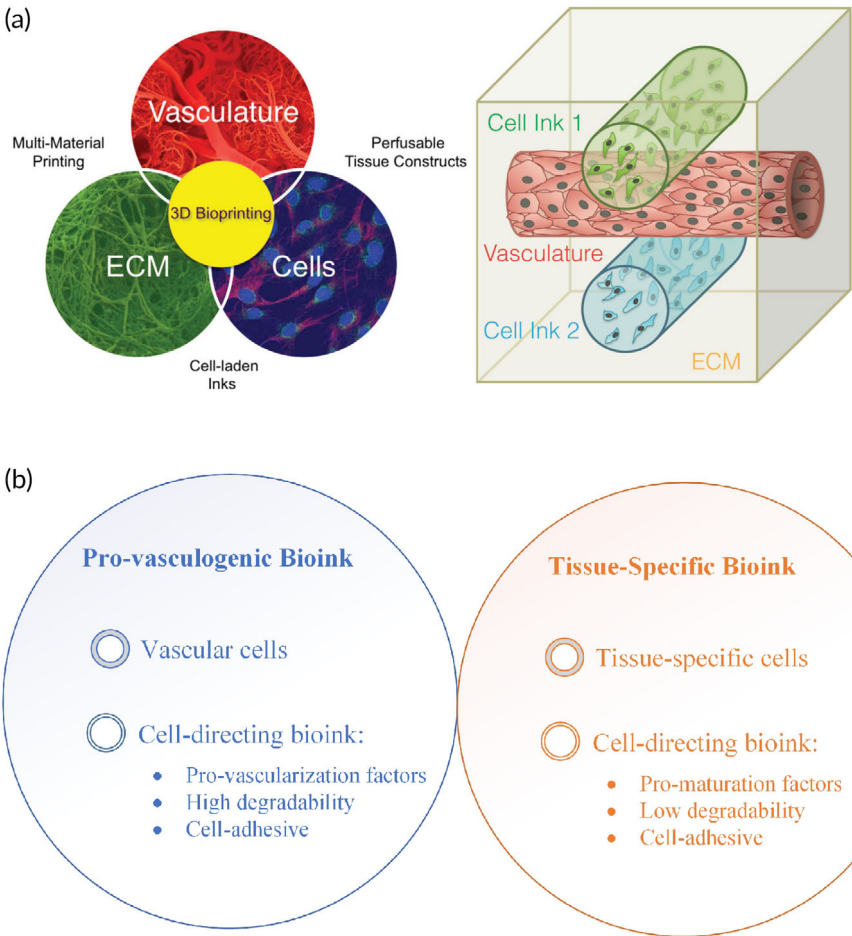 (a)
Vasculature
Multi-Material
Printing
Perfusable
Tissue Constructs
3D Bioprinting
ECM
Cells
Cell-laden
Inks
Cell Ink 1
Vasculature
Cell Ink 2
ECM
(b)
Pro-vasculogenic Bioink
Vascular cells
Cell-directing bioink:
• Pro-vascularization factors
• High degradability
• Cell-adhesive
Tissue-Specific Bioink
Tissue-specific cells
Cell-directing bioink:
• Pro-maturation factors
• Low degradability
• Cell-adhesive